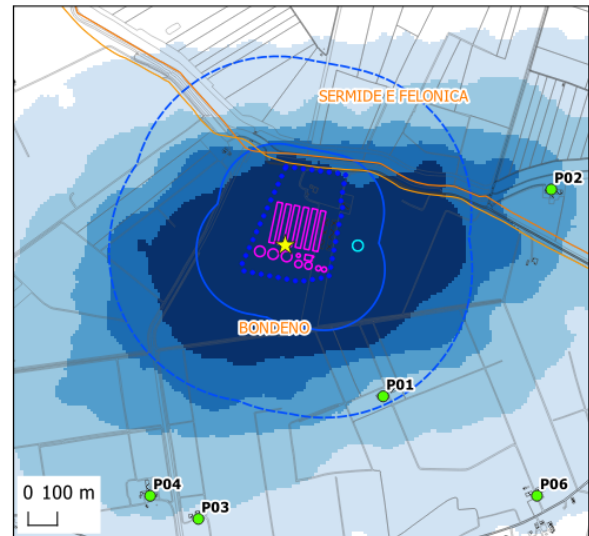 SERMIDE E FELONICA
P02
BONDENO
P01
P04
P06
P03
0 100 m